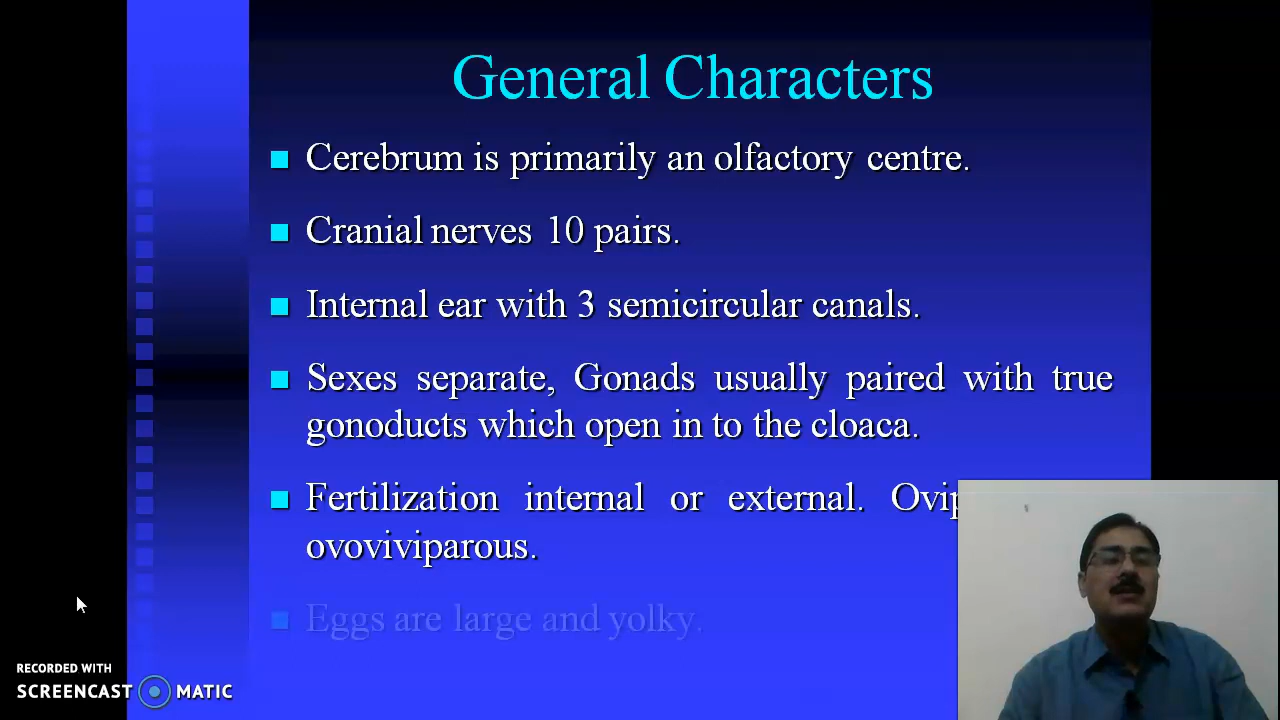 General Characters
Cerebrum is primarily an olfactory centre.
Cranial nerves 10 pairs.
Internal ear with 3 semicircular canals.
Sexes separate, Gonads usually paired with true
gonoducts which open in to the cloaca.
Fertilization internal or external.
ovoviviparous.
Eggs are large and yolky.
RECORDED WITH
SCREENCAST MATIC